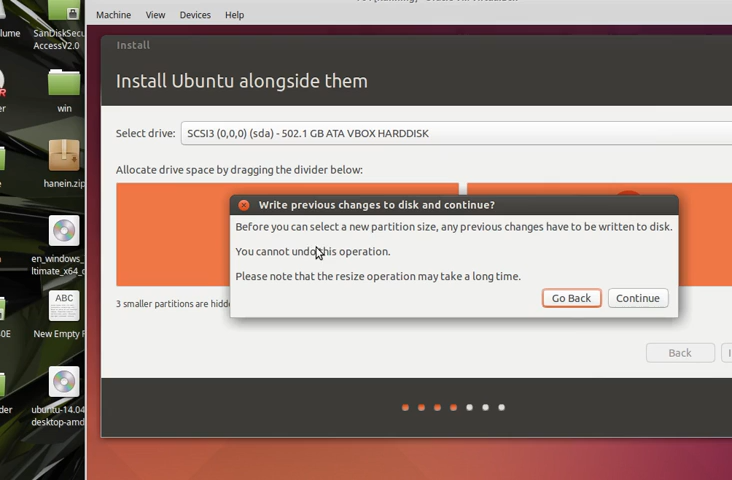 Machine View Devices Help
SanDiskSecu
AccessV2.0
win
hanein.zip
en_windows_
ltimate_x64_d
ABC
New Empty F
ubuntu-14.04
desktop-amd
Install
Install Ubuntu alongside them
Select drive: SCSI3 (0,0,0) (sda) - 502.1 GB ATA VBOX HARDDISK
Allocate drive space by dragging the divider below:
Write previous changes to disk and continue?
Before you can select a new partition size, any previous changes have to be written to disk.
You cannot undo this operation.
Please note that the resize operation may take a long time.
Go Back Continue
3 smaller partitions are hidde
Back